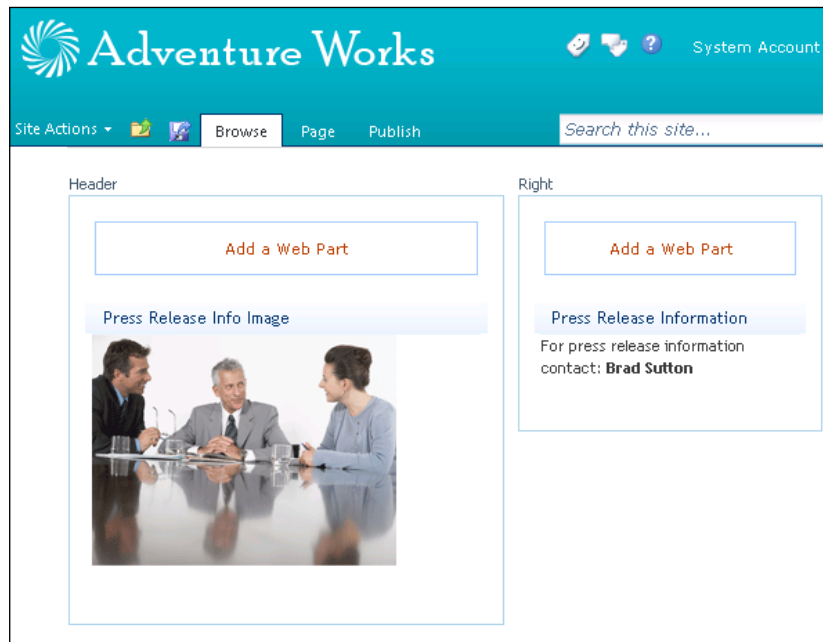 Adventure Works
System Account
Site Actions
Browse
Page
Publish
Search this site...
Header
Right
Add a Web Part
Add a Web Part
Press Release Info Image
Press Release Information
For press release information
contact: Brad Sutton